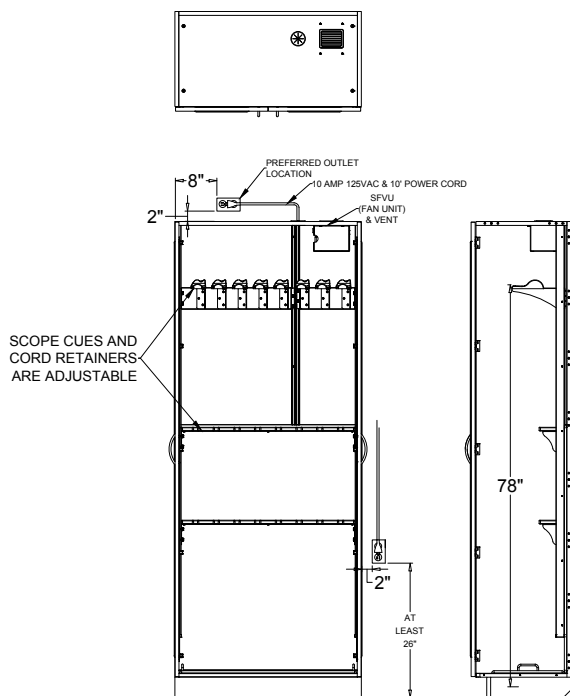 8"
PREFERRED OUTLET
LOCATION
10 AMP 125VAC & 10' POWER CORD
2"
SFVU
(FAN UNIT)
& VENT
SCOPE CUES AND
CORD RETAINERS
ARE ADJUSTABLE
78"
2"
AT
LEAST
26"